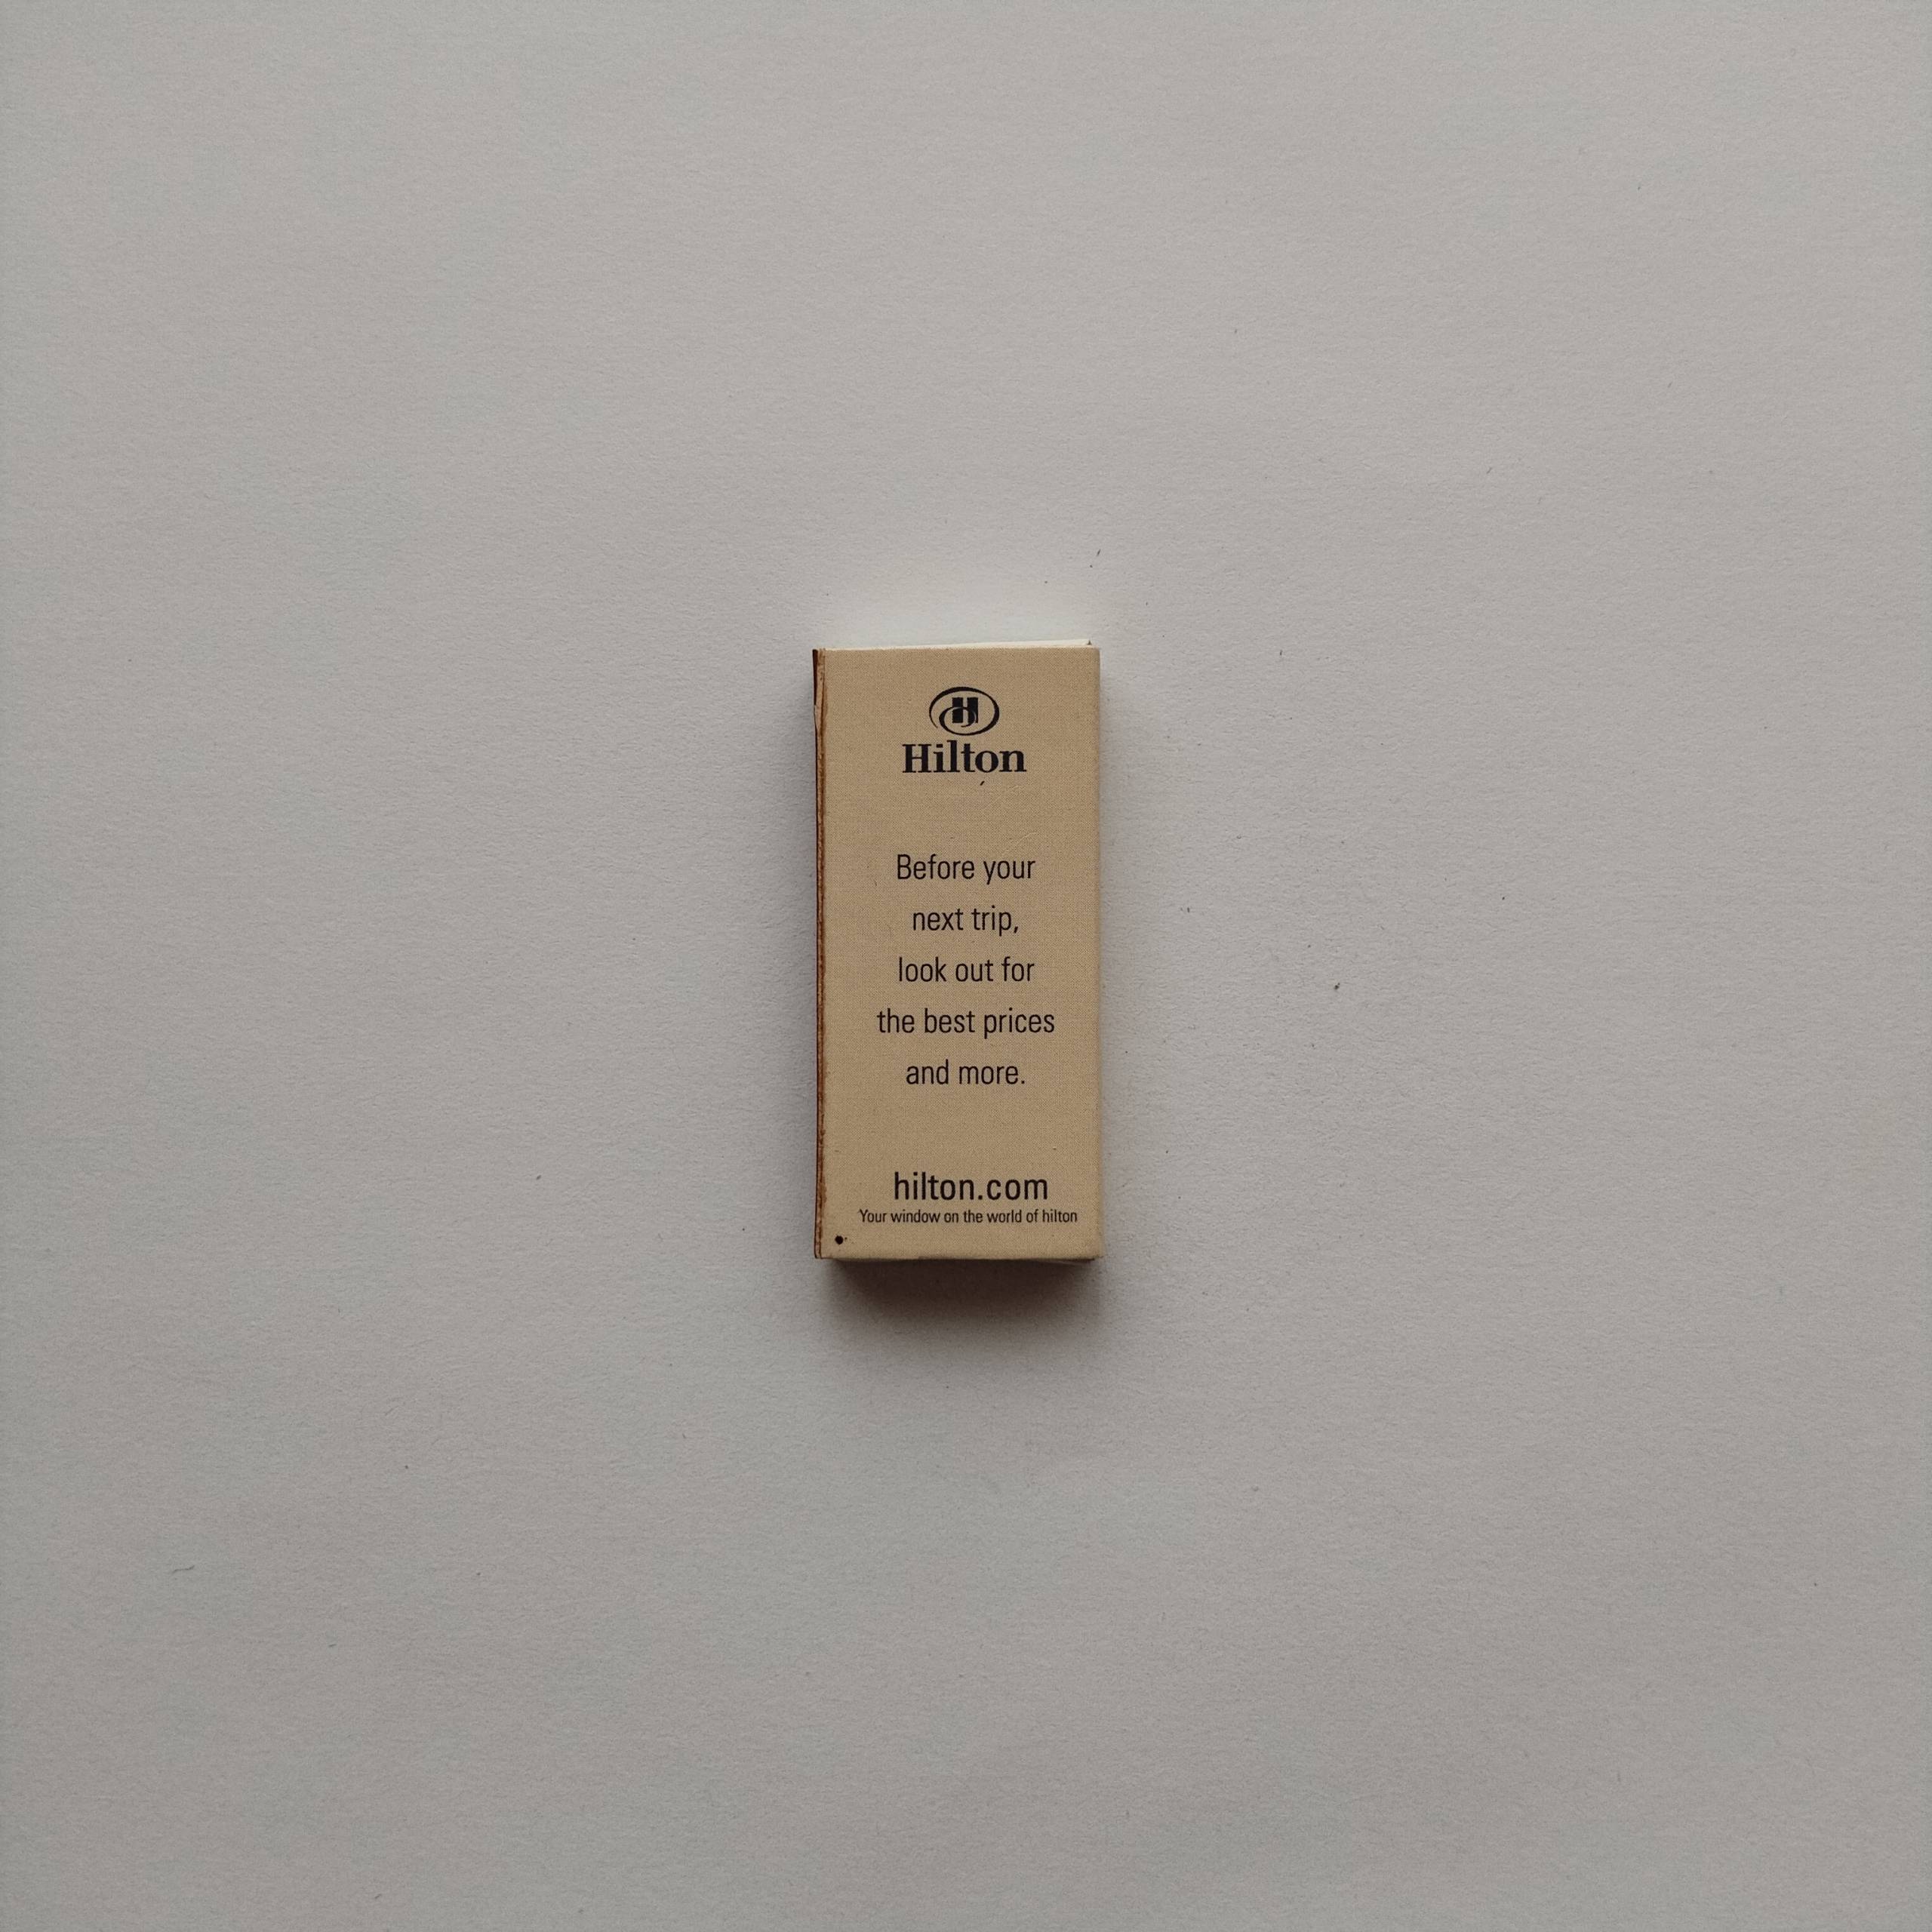 H
Hilton
Before your
next trip,
look out for
the best prices
and more.
hilton.com
Your window on the world of hilton